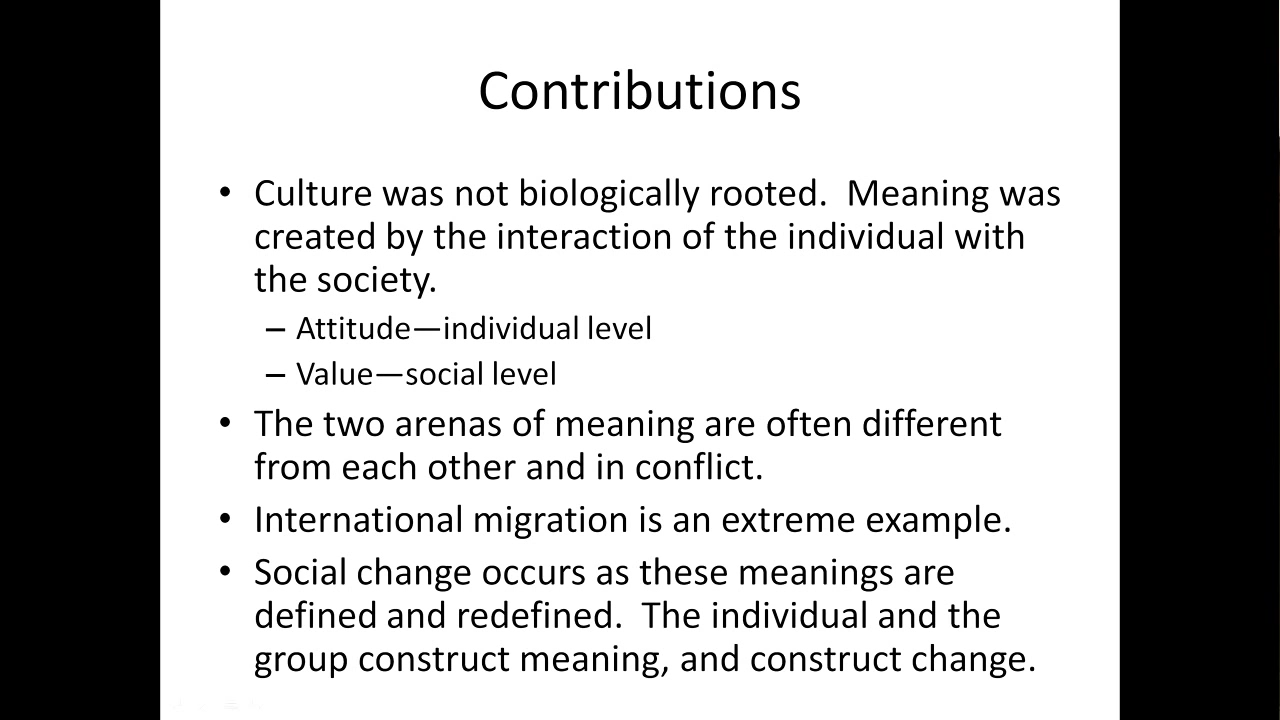 Contributions
• Culture was not biologically rooted.  Meaning was
created by the interaction of the individual with
the society.
– Attitude—individual level
– Value—social level
• The two arenas of meaning are often different
from each other and in conflict.
• International migration is an extreme example.
• Social change occurs as these meanings are
defined and redefined.  The individual and the
group construct meaning, and construct change.